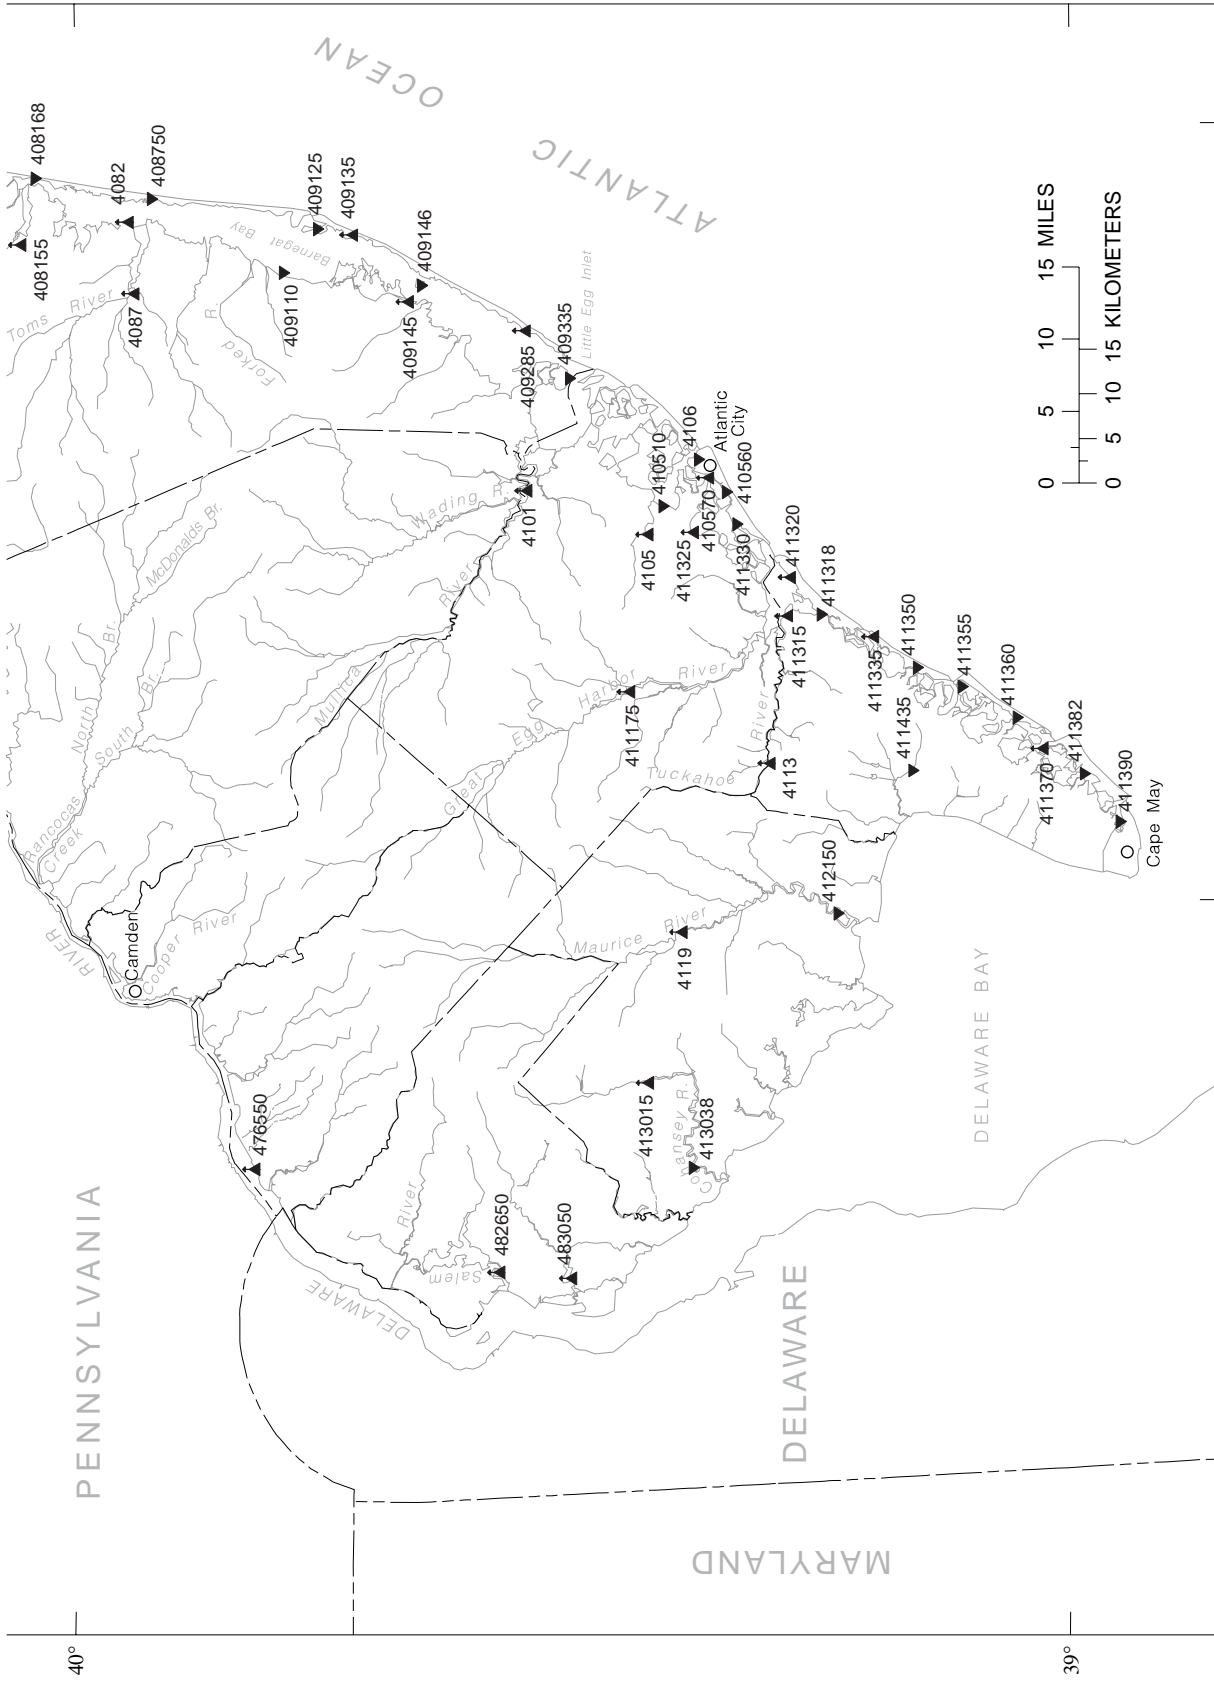 OCEAN
ATLANTIC
408168
408155
4082
408750
Toms River
4087
409125
409135
Barnegat Bay
409110
Forked R.
409146
409145
409285
409335
Little Egg Inlet
15 MILES
10
5
0
15 KILOMETERS
10
5
0
McDonalds Br.
Wading R.
4101
4106
Atlantic
City
410510
410560
410570
4105
411325
411330
411320
411318
411315
411335
411350
411355
411360
411435
411382
411370
411390
Cape May
North Br.
South Br.
Rancocas
Creek
Mullica
River
Great Egg Harbor River
411175
Tuckahoe River
4113
412150
RIVER
Camden
Cooper River
Maurice River
4119
DELAWARE BAY
476550
413015
Cohansey R.
413038
River
Salem
482650
483050
DELAWARE
PENNSYLVANIA
DELAWARE
MARYLAND
40°
39°